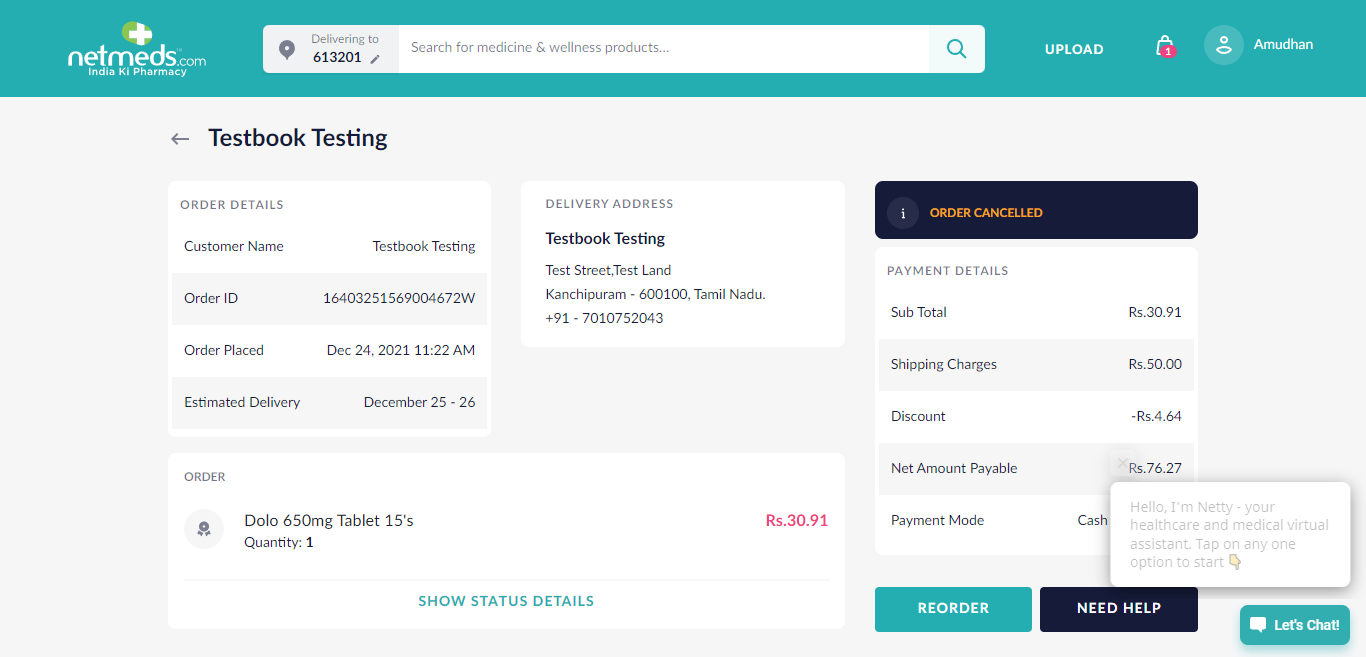 netmeds.com
India Ki Pharmacy
Delivering to
613201
Search for medicine & wellness products...
UPLOAD
1
Amudhan
Testbook Testing
ORDER DETAILS
Customer Name Testbook Testing
Order ID 16403251569004672W
Order Placed Dec 24, 2021 11:22 AM
Estimated Delivery December 25 - 26
DELIVERY ADDRESS
Testbook Testing
Test Street,Test Land
Kanchipuram - 600100, Tamil Nadu.
+91 - 7010752043
i ORDER CANCELLED
PAYMENT DETAILS
Sub Total Rs.30.91
Shipping Charges Rs.50.00
Discount -Rs.4.64
Net Amount Payable Rs.76.27
Payment Mode Cash
ORDER
Dolo 650mg Tablet 15's Rs.30.91
Quantity: 1
SHOW STATUS DETAILS
REORDER
NEED HELP
Hello, I'm Netty - your
healthcare and medical virtual
assistant. Tap on any one
option to start 👇
Let's Chat!